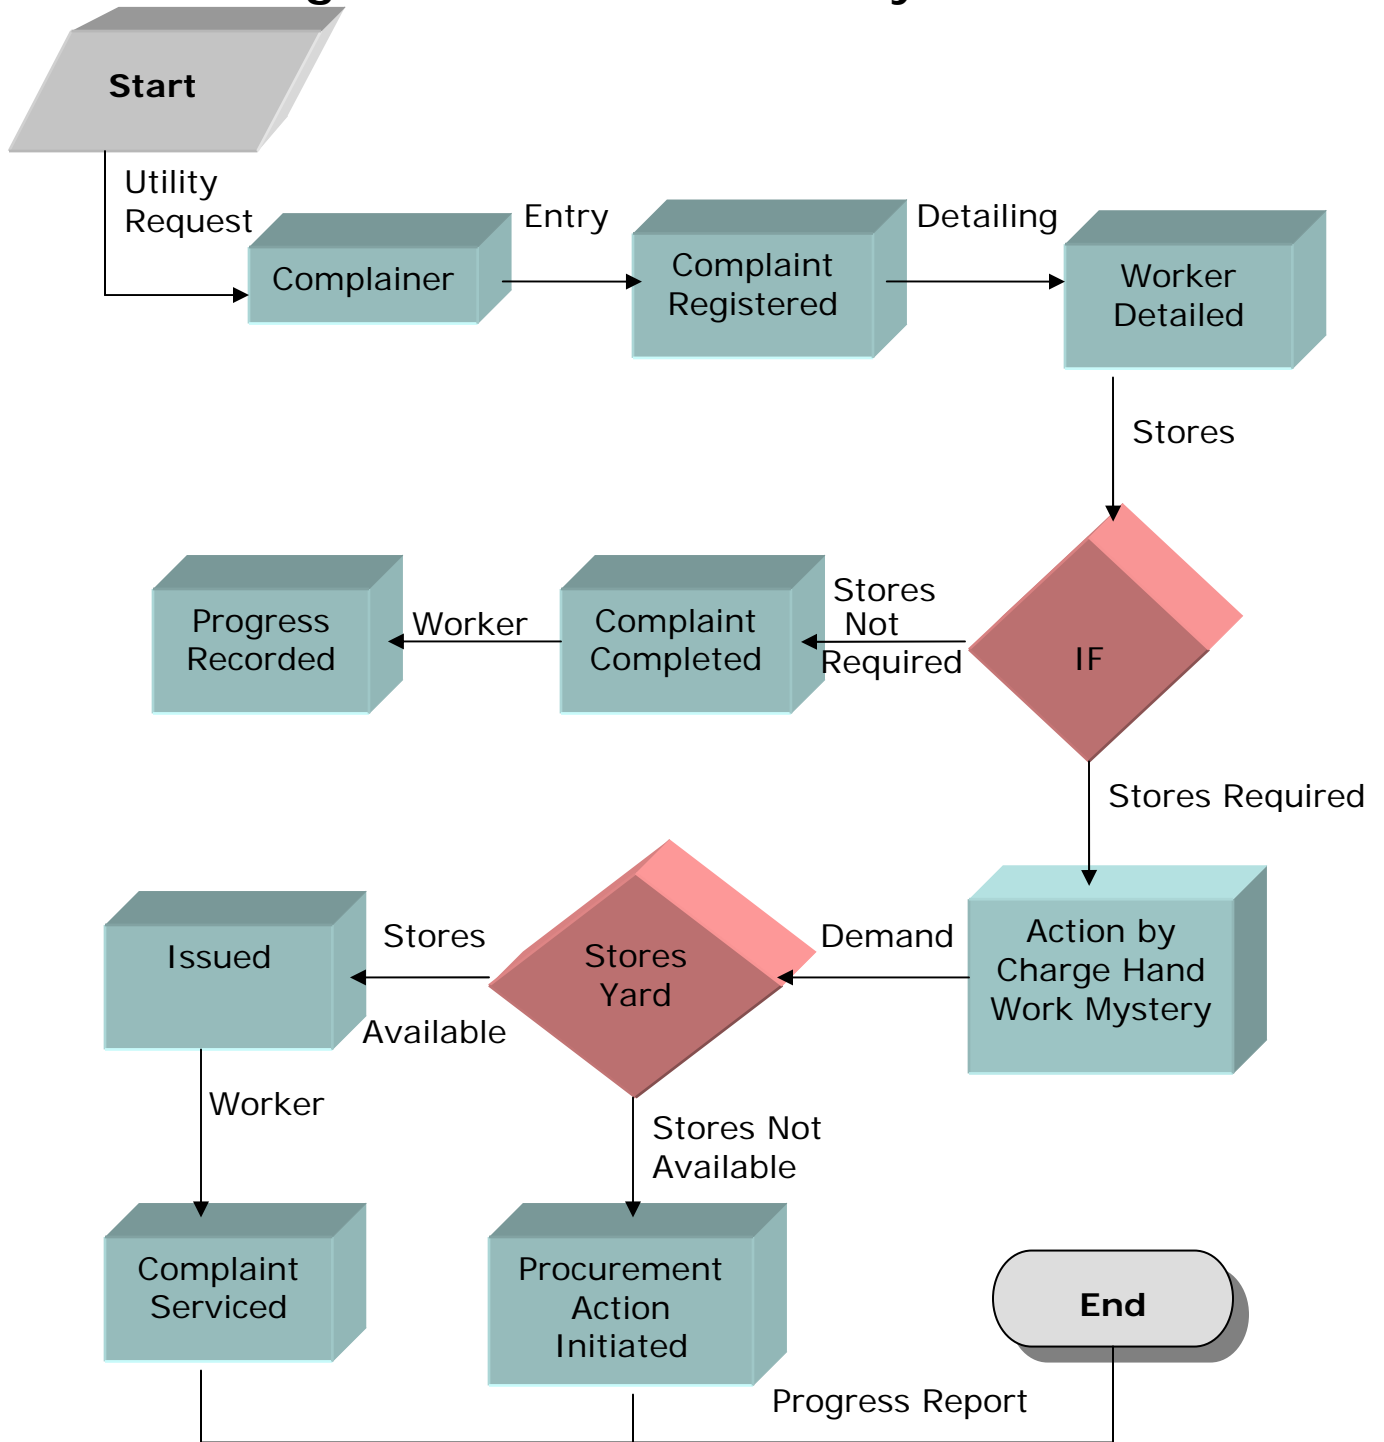 Start
Utility
Request
Complainer
Entry
Complaint
Registered
Detailing
Worker
Detailed
Stores
IF
Stores
Not
Required
Complaint
Completed
Worker
Progress
Recorded
Stores Required
Action by
Charge Hand
Work Mystery
Demand
Stores
Yard
Stores
Available
Issued
Worker
Complaint
Serviced
Stores Not
Available
Procurement
Action
Initiated
Progress Report
End